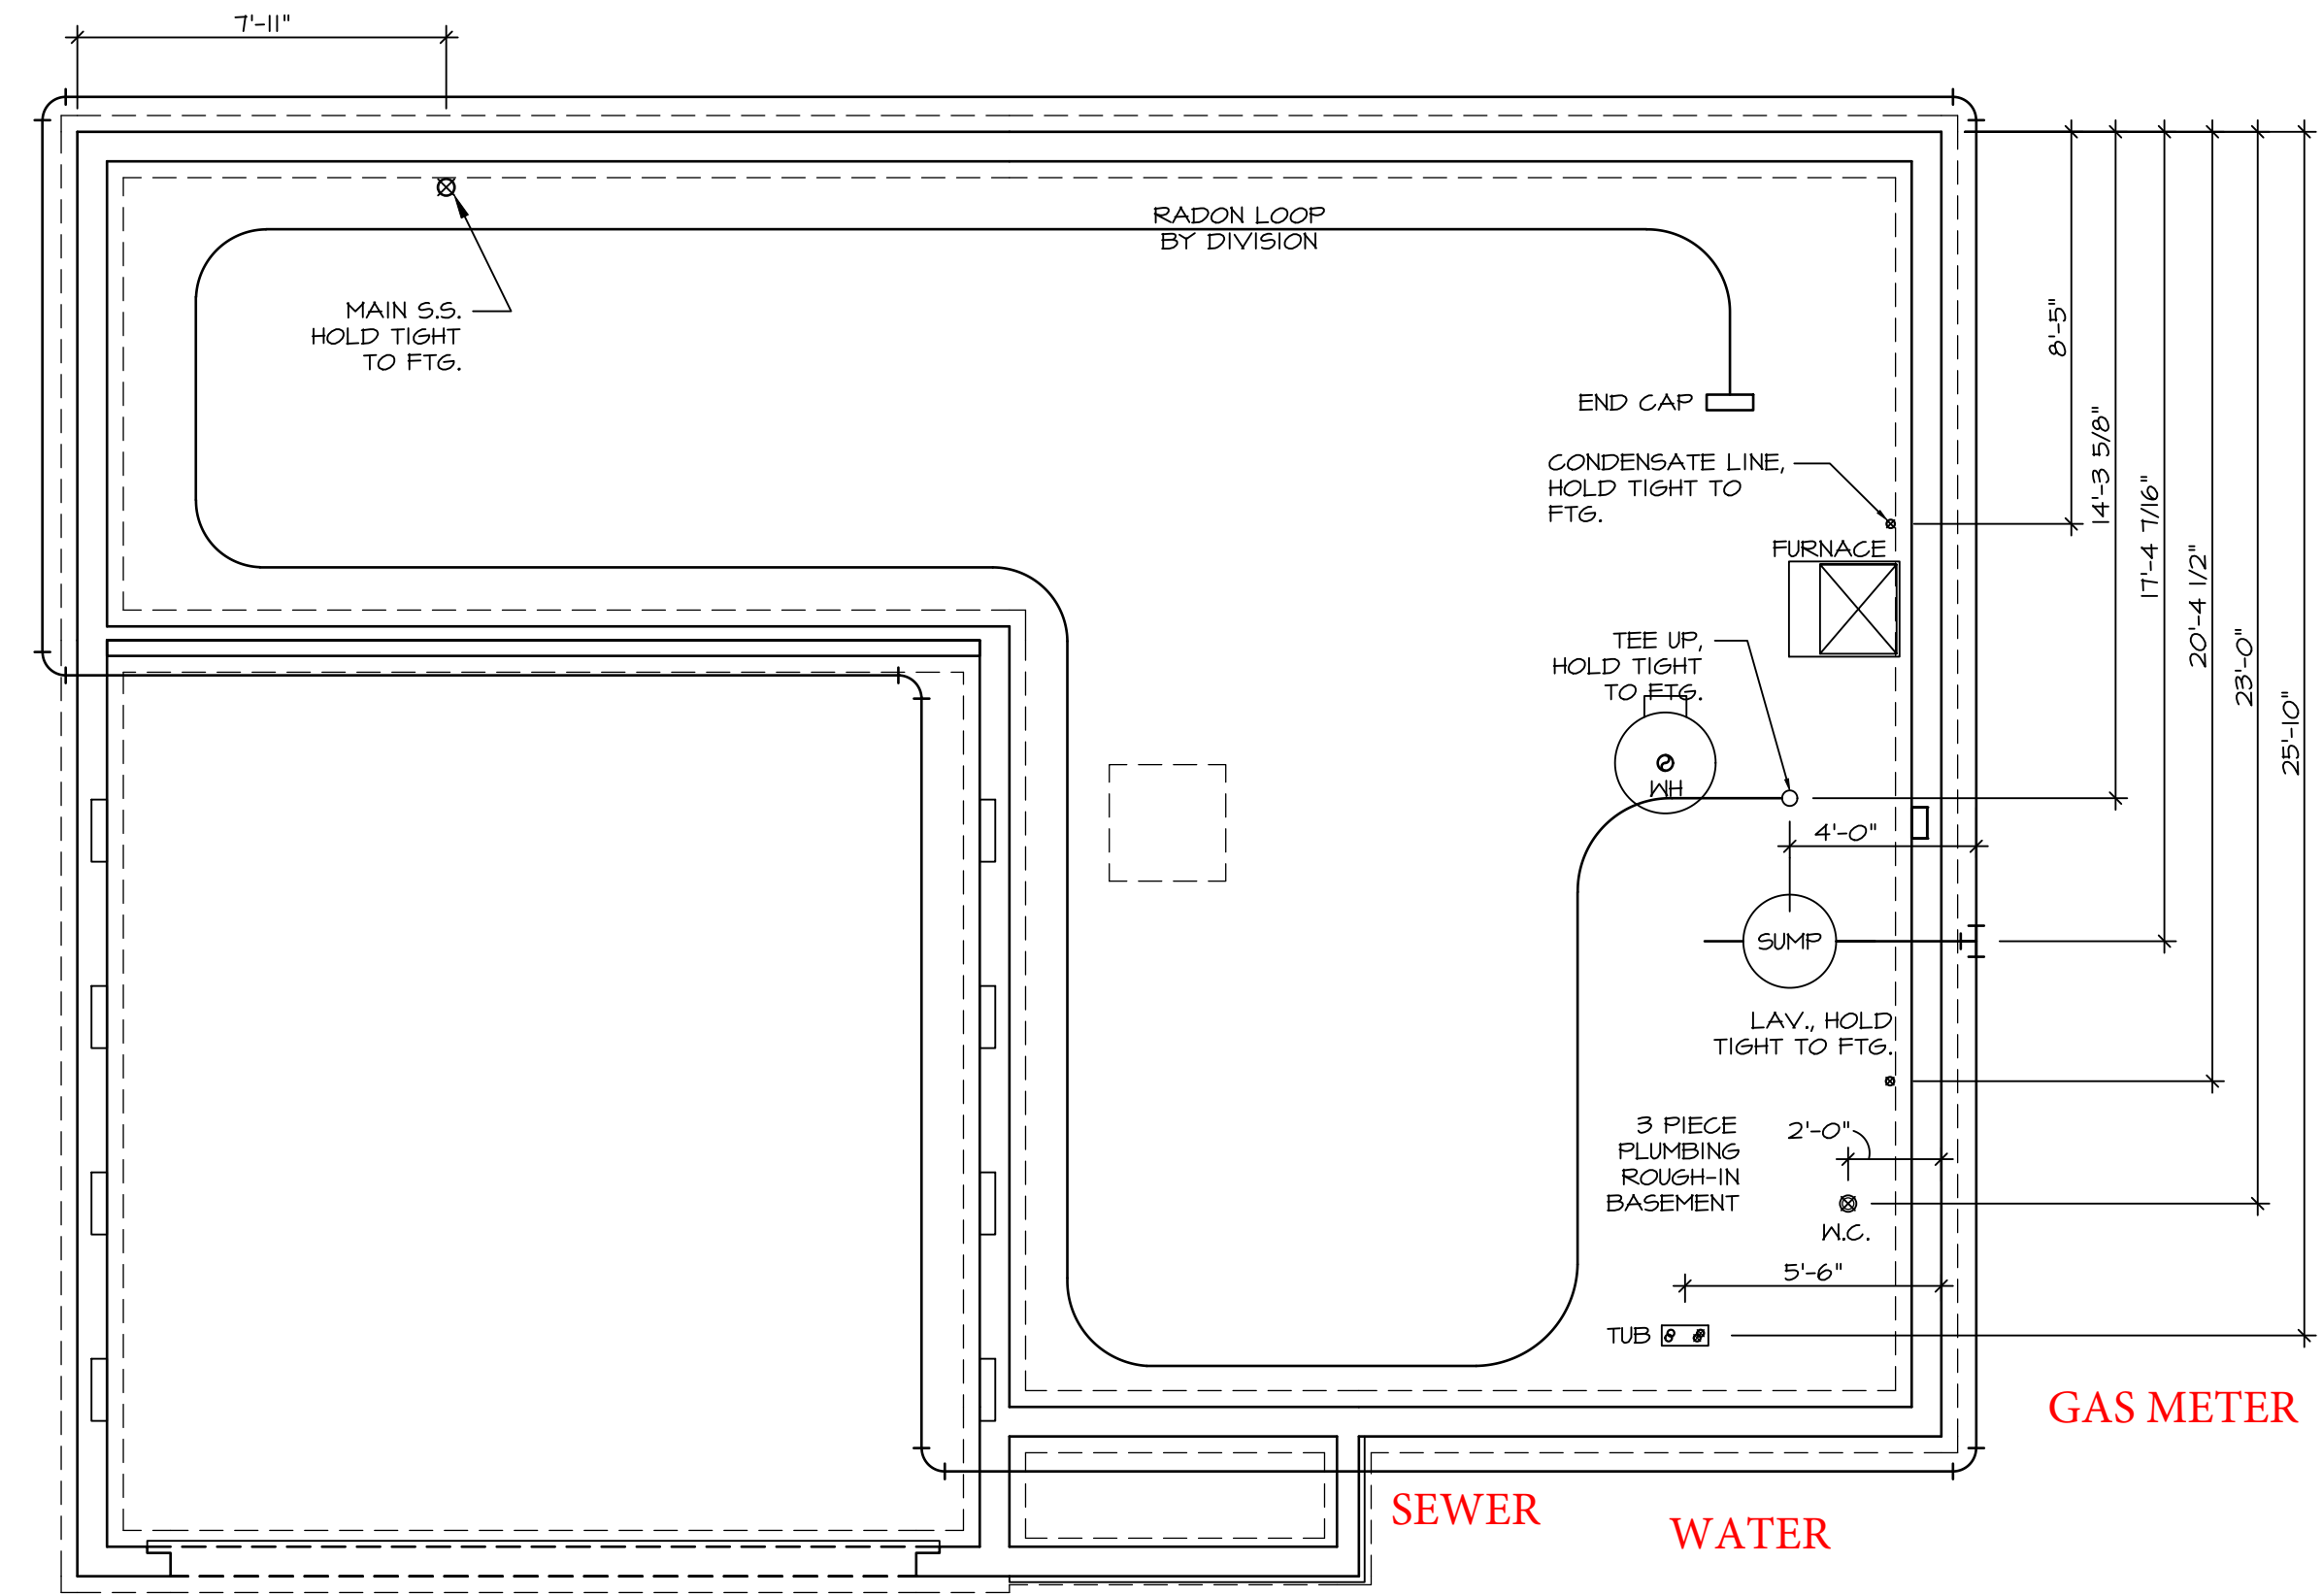 7'-11"
RADON LOOP
BY DIVISION
MAIN S.S.
HOLD TIGHT
TO FTG.
END CAP
CONDENSATE LINE,
HOLD TIGHT TO
FTG.
FURNACE
TEE UP,
HOLD TIGHT
TO FTG.
WH
4'-0"
SUMP
LAV., HOLD
TIGHT TO FTG.
3 PIECE
PLUMBING
ROUGH-IN
BASEMENT
2'-0"
W.C.
5'-6"
TUB
8'-5"
14'-3 5/8"
17'-4 7/16"
20'-4 1/2"
23'-0"
25'-10"
GAS METER
SEWER
WATER